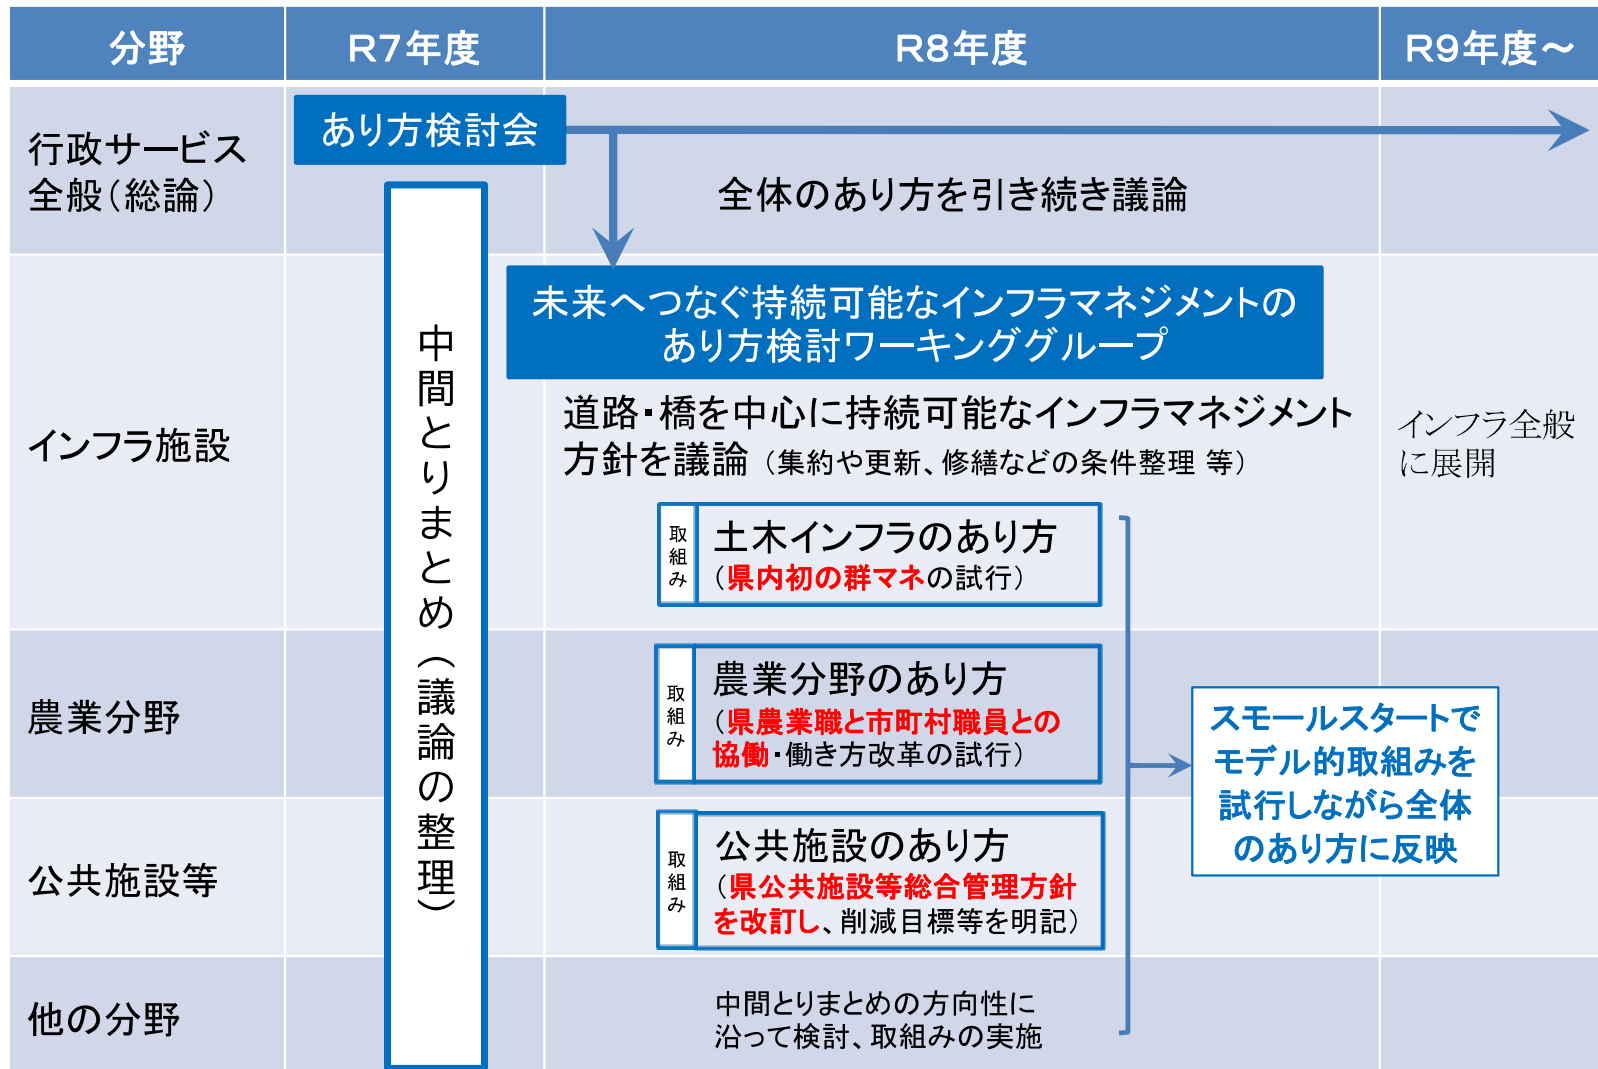 分野
R7年度
R8年度
R9年度～
行政サービス
全般（総論）
あり方検討会
全体のあり方を引き続き議論
中間とりまとめ（議論の整理）
インフラ施設
未来へつなぐ持続可能なインフラマネジメントの
あり方検討ワーキンググループ
道路・橋を中心に持続可能なインフラマネジメント
方針を議論（集約や更新、修繕などの条件整理 等）
インフラ全般
に展開
取組み
土木インフラのあり方
（県内初の群マネの試行）
農業分野
取組み
農業分野のあり方
（県農業職と市町村職員との
協働・働き方改革の試行）
スモールスタートで
モデル的取組みを
試行しながら全体
のあり方に反映
公共施設等
取組み
公共施設のあり方
（県公共施設等総合管理方針
を改訂し、削減目標等を明記）
他の分野
中間とりまとめの方向性に
沿って検討、取組みの実施